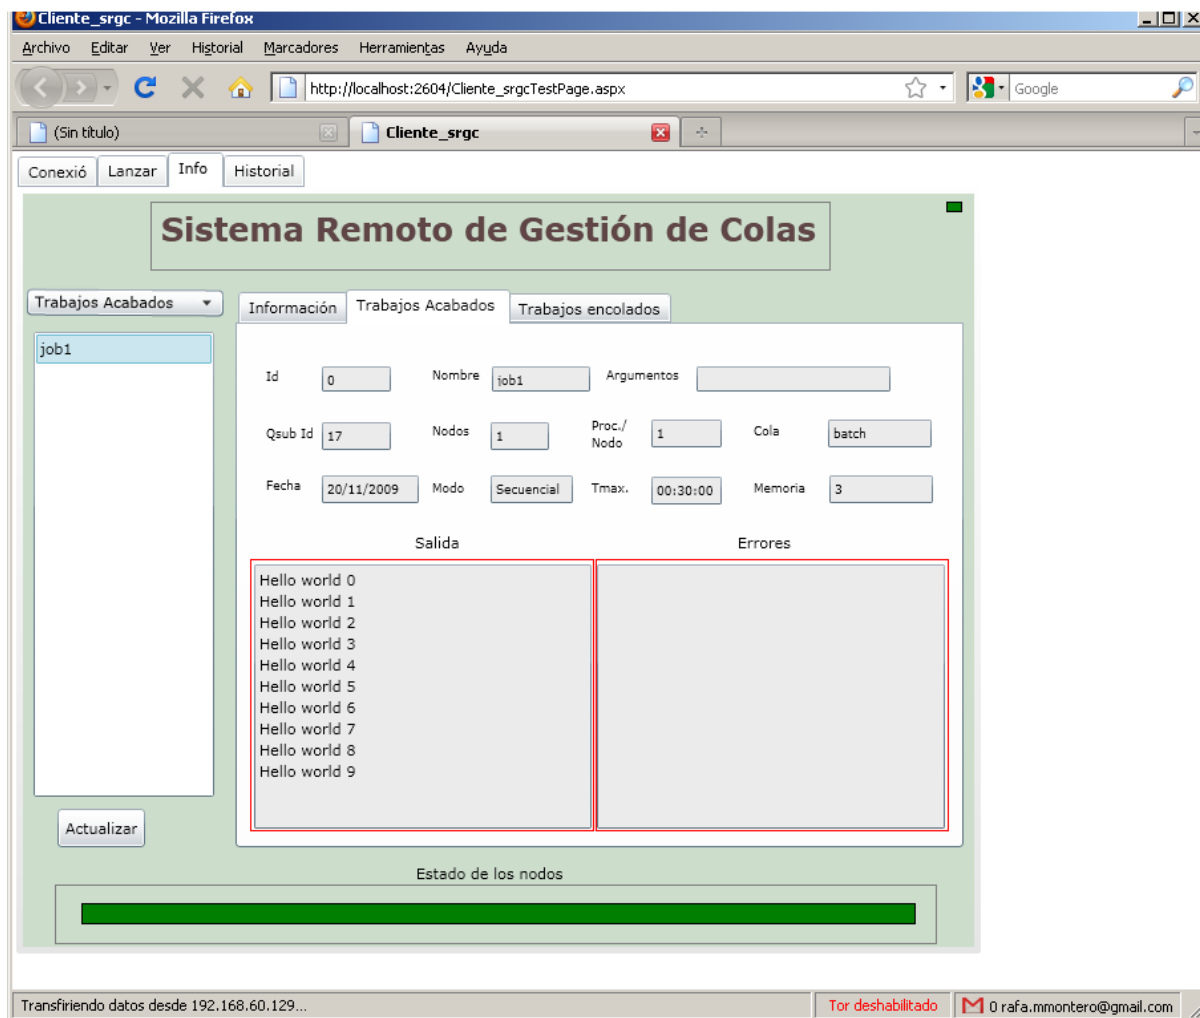 Cliente_srgc - Mozilla Firefox
Archivo Editar Ver Historial Marcadores Herramientas Ayuda
http://localhost:2604/Cliente_srgcTestPage.aspx Google
(Sin título) Cliente_srgc
Conexió Lanzar Info Historial
Sistema Remoto de Gestión de Colas
Trabajos Acabados Información Trabajos Acabados Trabajos encolados
job1
Id 0 Nombre job1 Argumentos
Qsub Id 17 Nodos 1 Proc./ Nodo 1 Cola batch
Fecha 20/11/2009 Modo Secuencial Tmax. 00:30:00 Memoria 3
Salida Errores
Hello world 0
Hello world 1
Hello world 2
Hello world 3
Hello world 4
Hello world 5
Hello world 6
Hello world 7
Hello world 8
Hello world 9
Actualizar
Estado de los nodos
Transfiriendo datos desde 192.168.60.129... Tor deshabilitado 0 rafa.mmontero@gmail.com